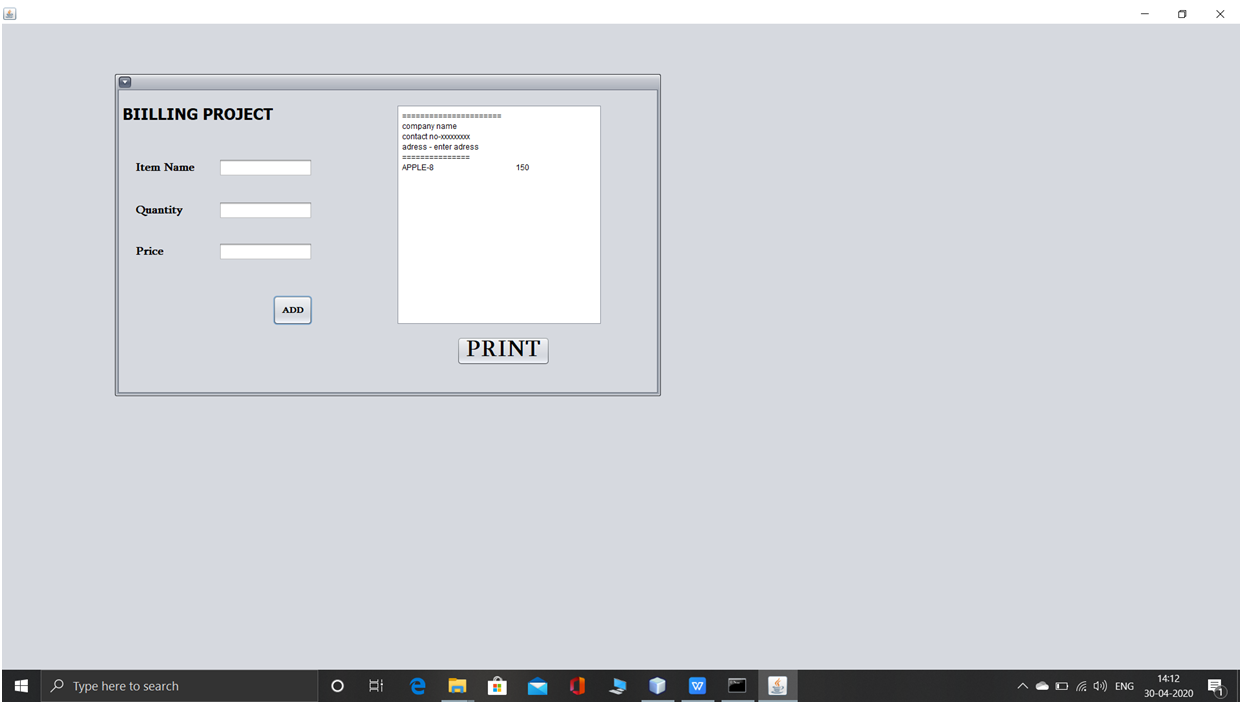 BIILLING PROJECT
Item Name
Quantity
Price
ADD
======================
company name
contact no-xxxxxxxxx
adress - enter adress
===============
APPLE-8 150
PRINT
Type here to search
ENG
14:12
30-04-2020
1